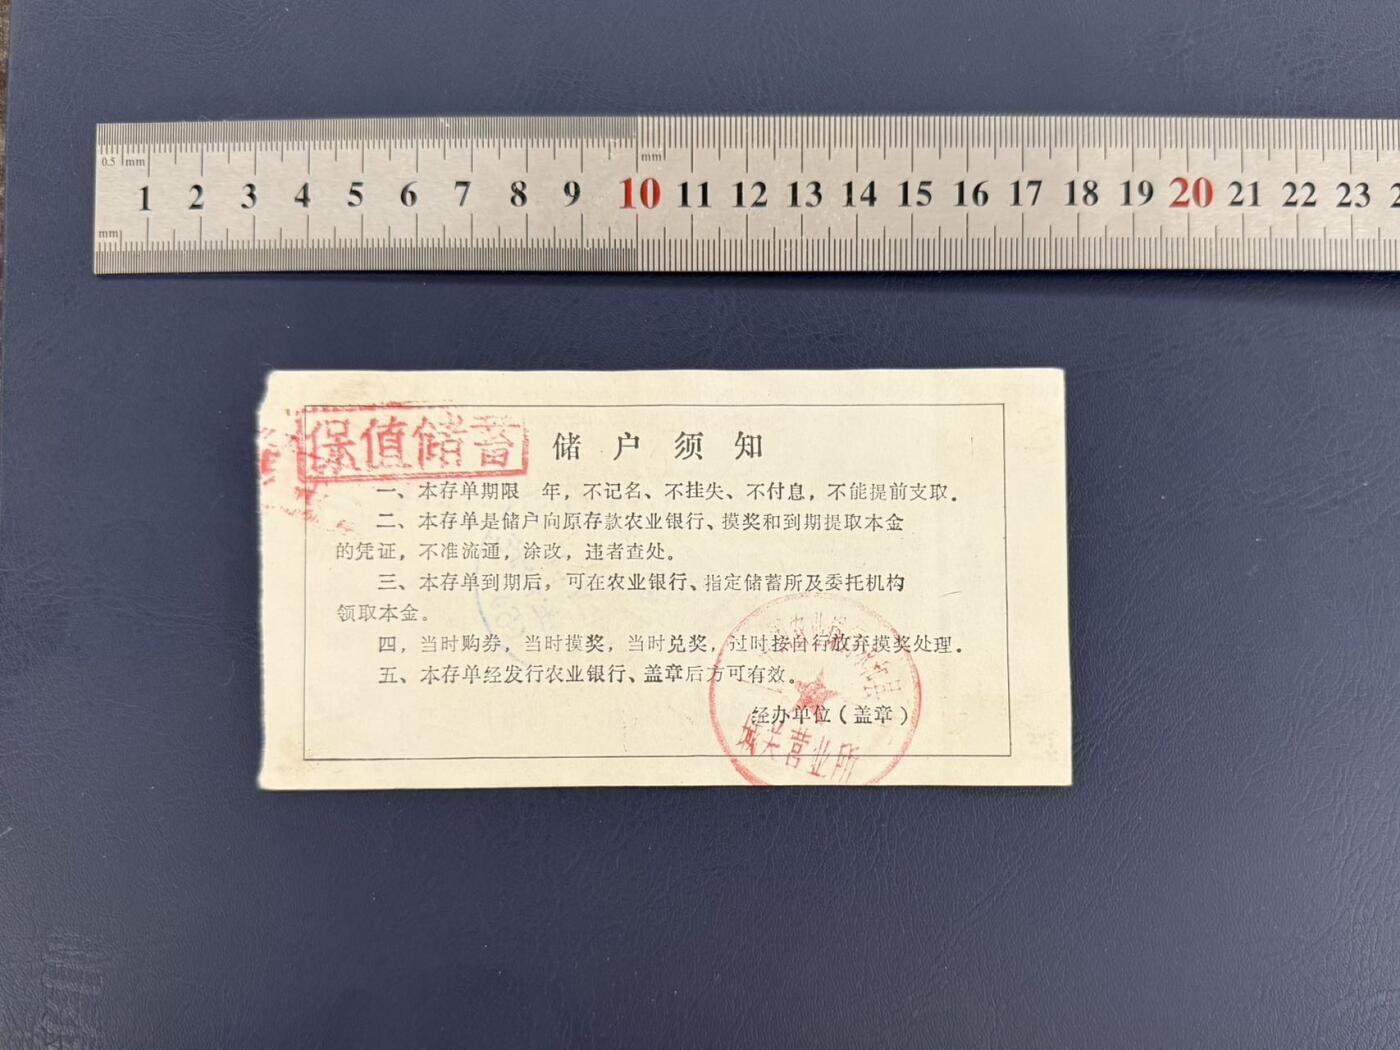 0.5 mm
mm
1 2 3 4 5 6 7 8 9 10 11 12 13 14 15 16 17 18 19 20 21 22 23
mm
保值储蓄
储户须知
一、本存单期限 年，不记名、不挂失、不付息，不能提前支取．
二、本存单是储户向原存款农业银行、摸奖和到期提取本金
的凭证，不准流通，涂改，违者查处。
三、本存单到期后，可在农业银行、指定储蓄所及委托机构
领取本金。
四，当时购券，当时摸奖，当时兑奖，过时按自行放弃摸奖处理．
五、本存单经发行农业银行、盖章后方可有效。
经办单位（盖章）
城关营业所